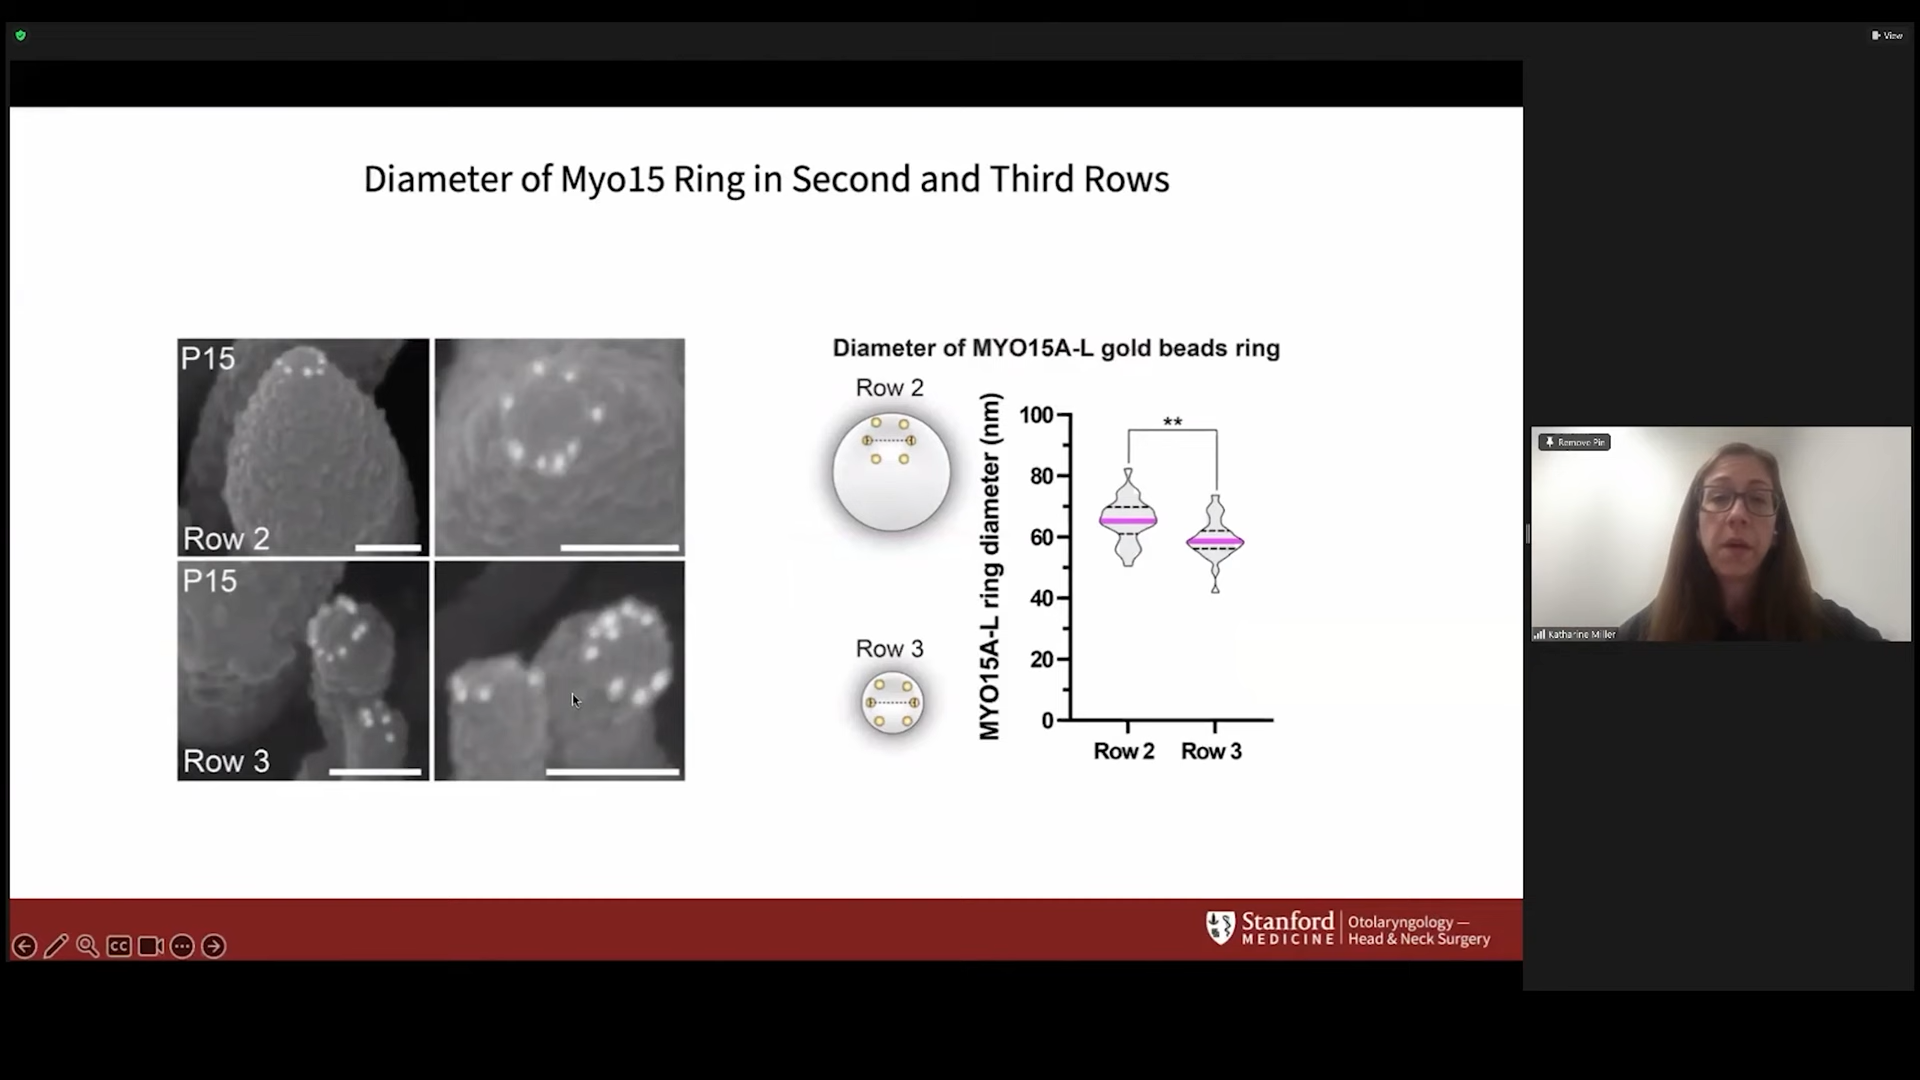 View
Diameter of Myo15 Ring in Second and Third Rows
P15
Row 2
P15
Row 3
Diameter of MYO15A-L gold beads ring
Row 2
Row 3
MYO15A-L ring diameter (nm)
100
80
60
40
20
0
**
Row 2 Row 3
Remove Pin
Katharine Miller
CC
Stanford
MEDICINE
Otolaryngology —
Head & Neck Surgery